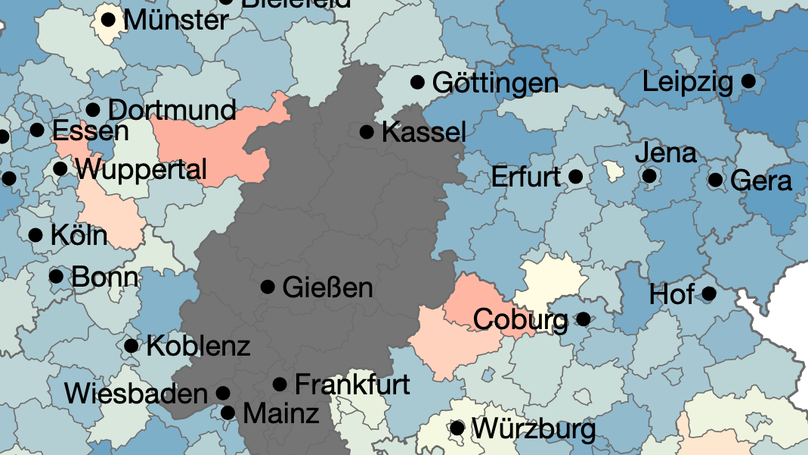 Bielefeld
Münster
Göttingen
Leipzig
Dortmund
Essen
Kassel
Jena
Wuppertal
Erfurt
Gera
Köln
Bonn
Gießen
Hof
Coburg
Koblenz
Frankfurt
Wiesbaden
Mainz
Würzburg